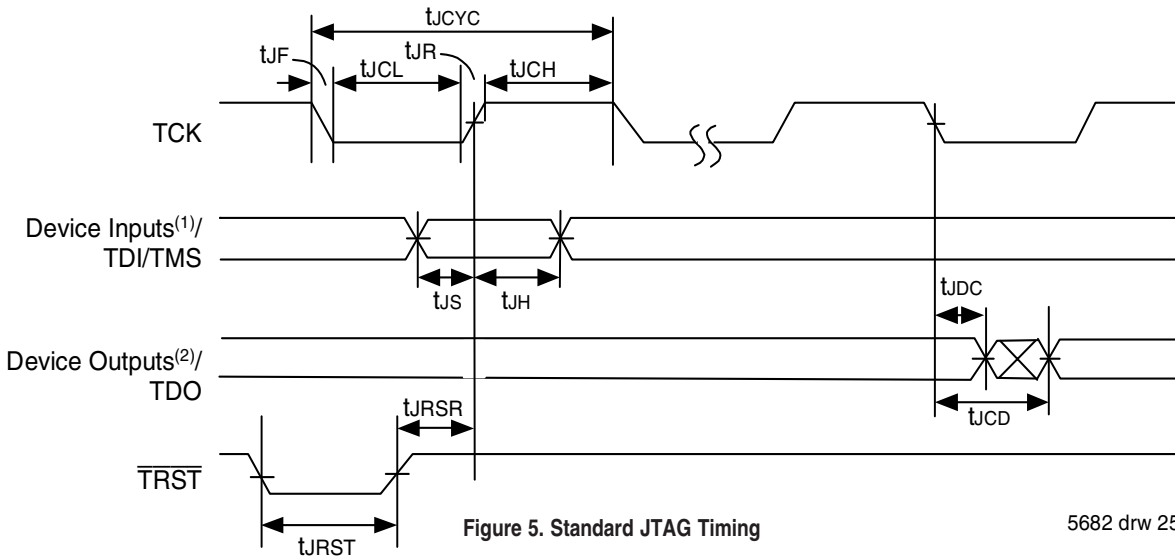 tJCYC
tJF
tJR
tJCL
tJCH
TCK
Device Inputs(1)/
TDI/TMS
tJS
tJH
tJDC
Device Outputs(2)/
TDO
tJRSR
tJCD
TRST
tJRST
Figure 5. Standard JTAG Timing
5682 drw 25